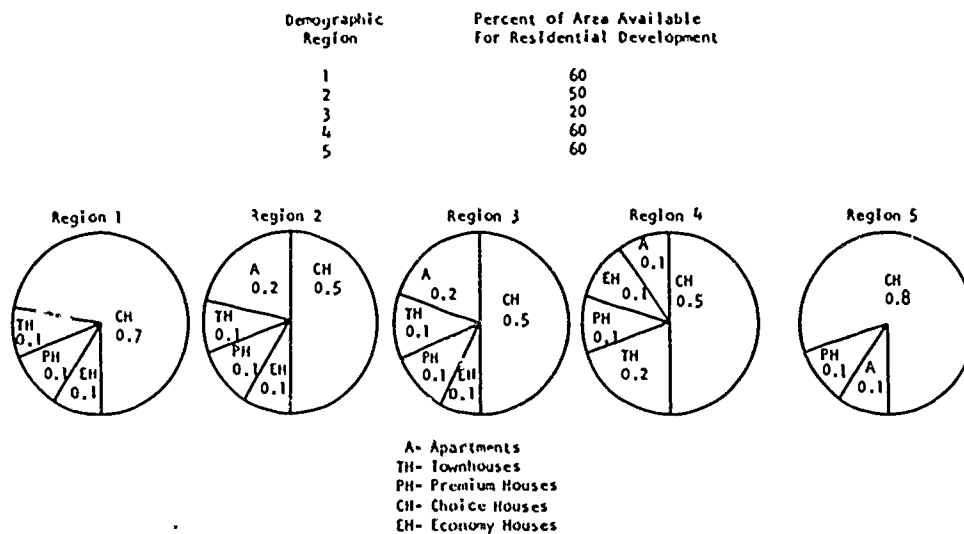 Demographic Region Percent of Area Available For Residential Development
1 60
2 50
3 20
4 60
5 60
Region 1
CH 0.7
TH 0.1
PH 0.1
EH 0.1
Region 2
A 0.2
CH 0.5
TH 0.1
PH 0.1
EH 0.1
Region 3
A 0.2
CH 0.5
TH 0.1
PH 0.1
EH 0.1
Region 4
A 0.1
EH 0.1
CH 0.5
PH 0.1
TH 0.2
Region 5
CH 0.8
PH 0.1
A 0.1
A- Apartments
TH- Townhouses
PH- Premium Houses
CH- Choice Houses
EH- Economy Houses